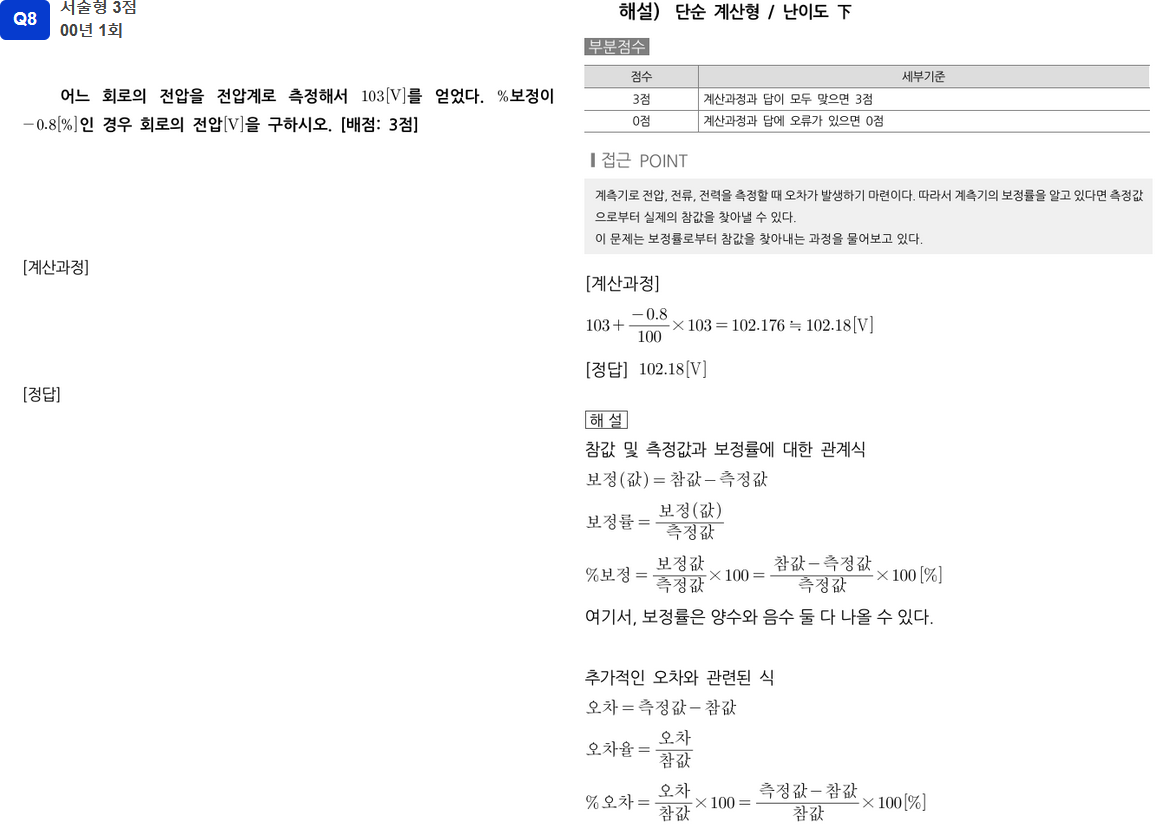 Q8
서술형 3점
00년 1회
어느 회로의 전압을 전압계로 측정해서 103[V]를 얻었다. %보정이
−0.8[%]인 경우 회로의 전압[V]을 구하시오. [배점: 3점]
[계산과정]
[정답]
해설) 단순 계산형 / 난이도 下
부분점수
점수 세부기준
3점 계산과정과 답이 모두 맞으면 3점
0점 계산과정과 답에 오류가 있으면 0점
접근 POINT
계측기로 전압, 전류, 전력을 측정할 때 오차가 발생하기 마련이다. 따라서 계측기의 보정률을 알고 있다면 측정값
으로부터 실제의 참값을 찾아낼 수 있다.
이 문제는 보정률로부터 참값을 찾아내는 과정을 물어보고 있다.
[계산과정]
103 + −0.8/100 × 103 = 102.176 ≒ 102.18[V]
[정답] 102.18[V]
해 설
참값 및 측정값과 보정률에 대한 관계식
보정(값) = 참값 − 측정값
보정률 = 보정(값)/측정값
%보정 = 보정값/측정값 × 100 = 참값 − 측정값/측정값 × 100 [%]
여기서, 보정률은 양수와 음수 둘 다 나올 수 있다.
추가적인 오차와 관련된 식
오차 = 측정값 − 참값
오차율 = 오차/참값
%오차 = 오차/참값 × 100 = 측정값 − 참값/참값 × 100[%]